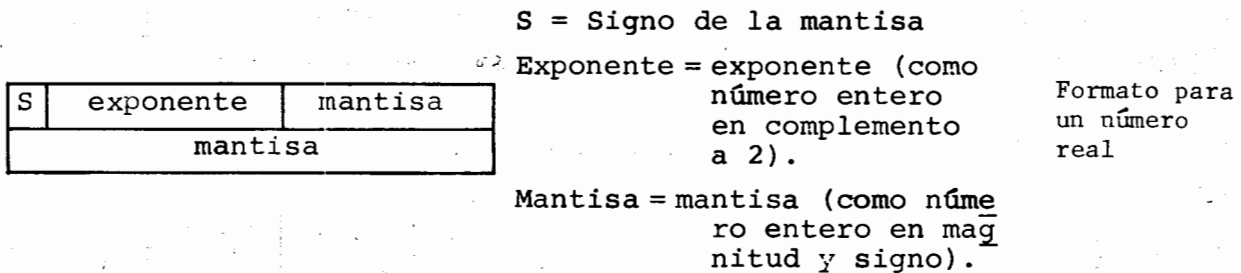 S = Signo de la mantisa
S exponente mantisa
mantisa
Exponente = exponente (como
número entero
en complemento
a 2).
Mantisa = mantisa (como núme
ro entero en mag
nitud y signo).
Formato para
un número
real